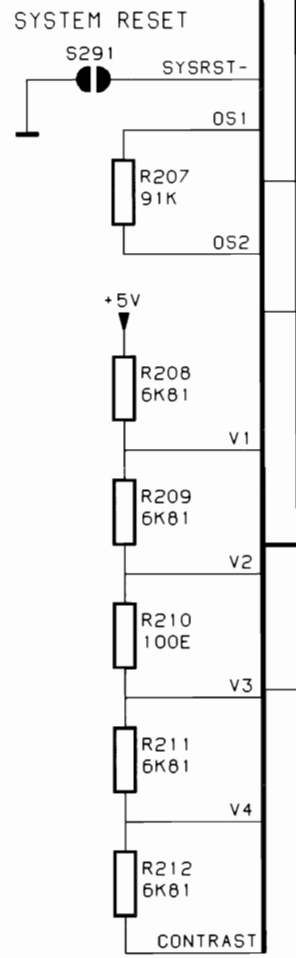 SYSTEM RESET
S291
SYSRST-
OS1
R207
91K
OS2
+5V
R208
6K81
V1
R209
6K81
V2
R210
100E
V3
R211
6K81
V4
R212
6K81
CONTRAST